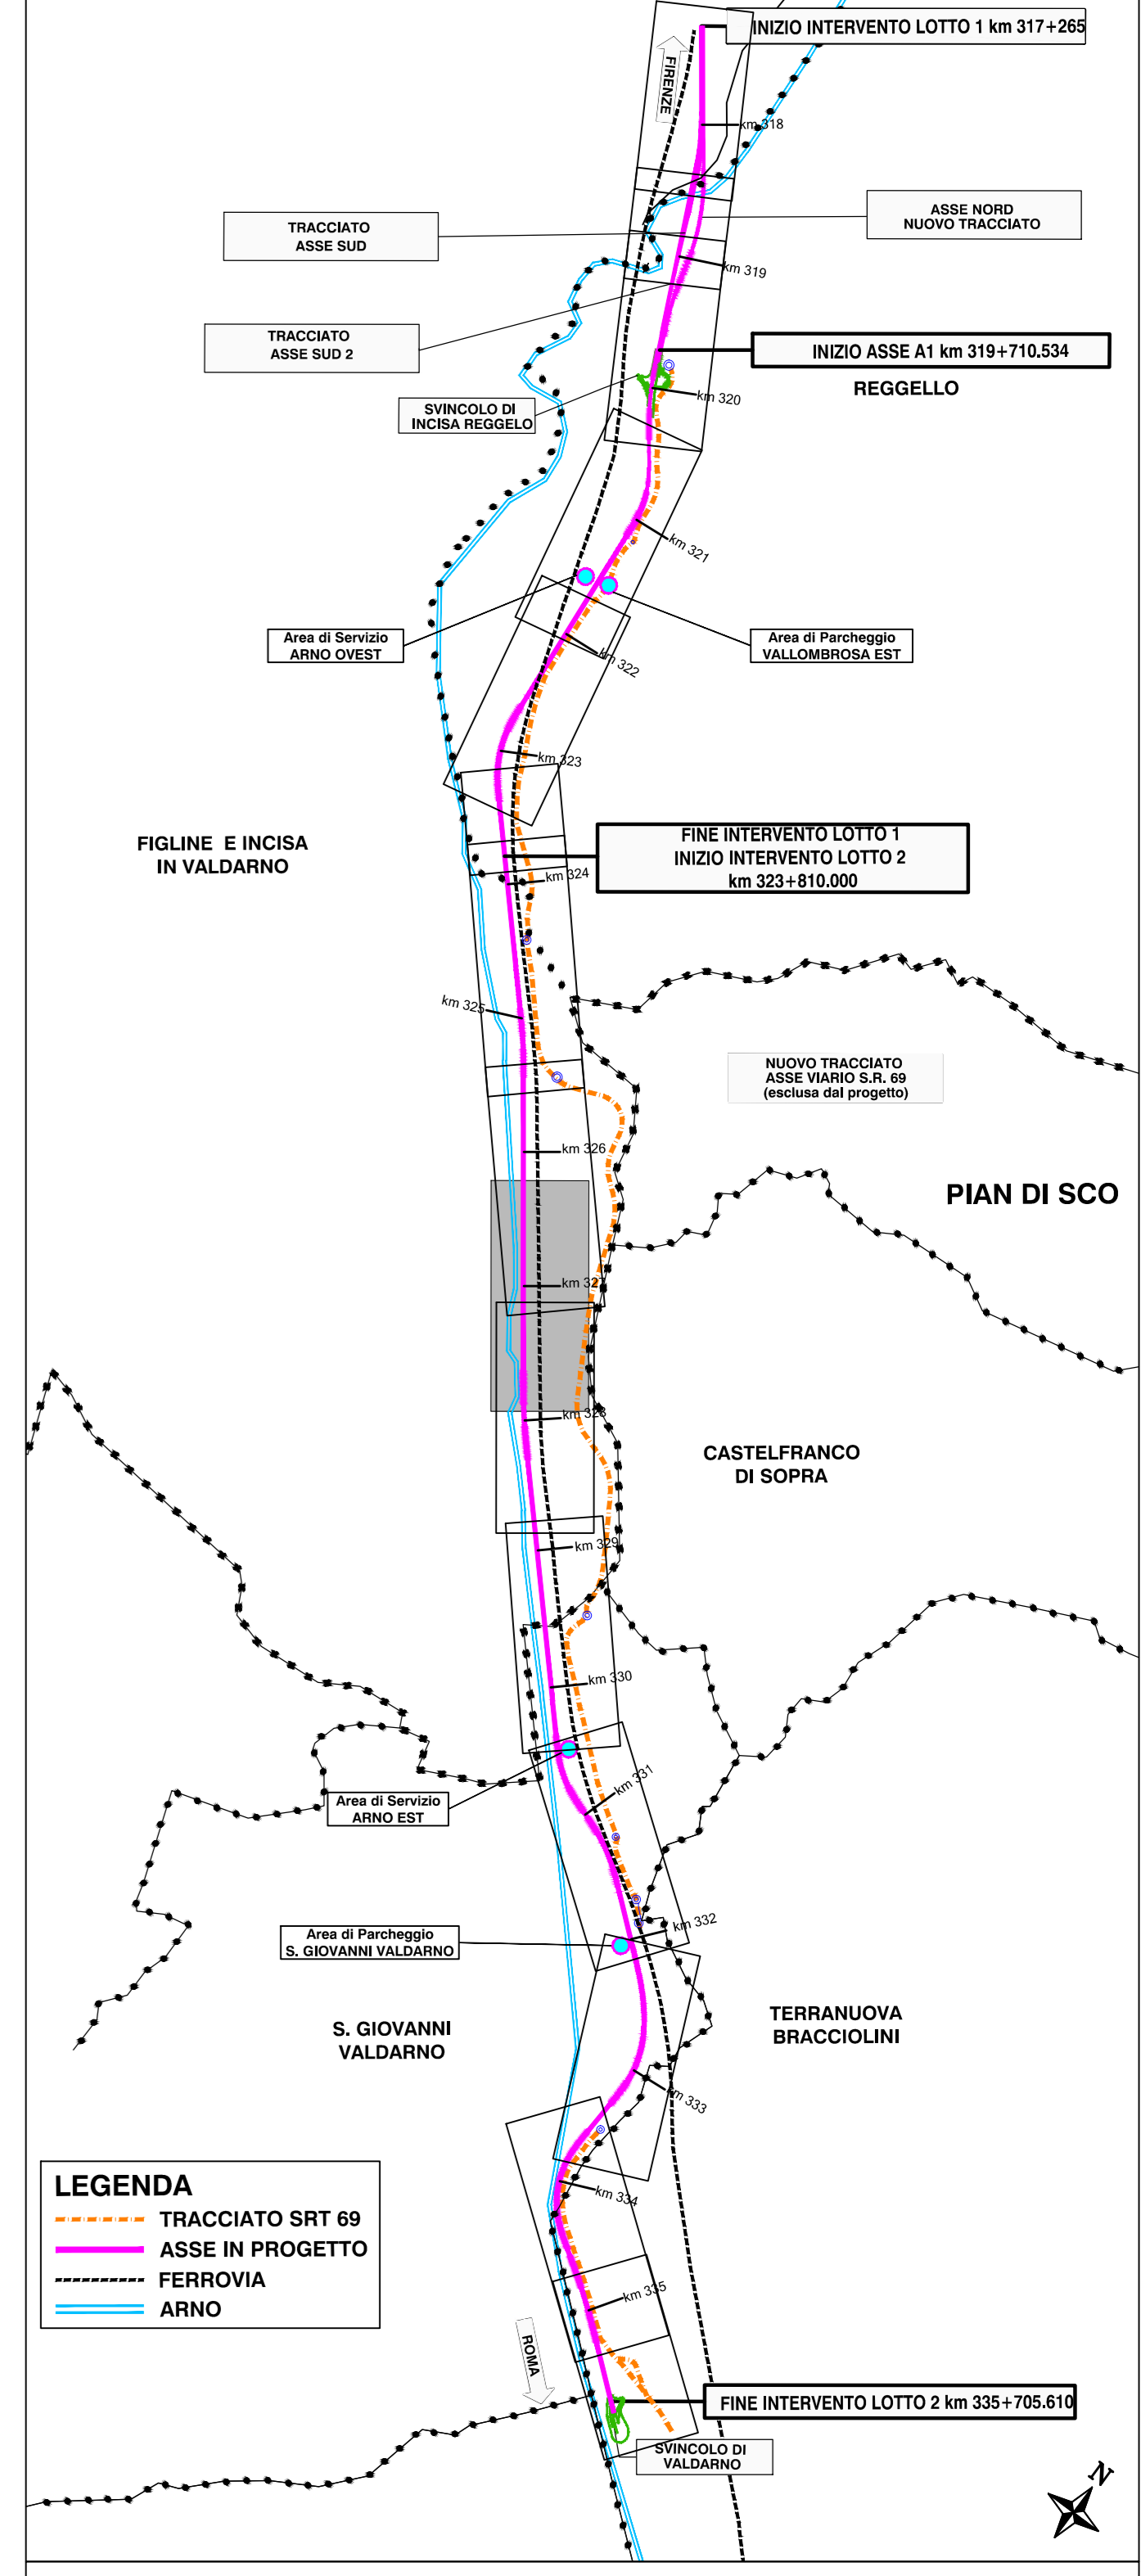 INIZIO INTERVENTO LOTTO 1 km 317+265
FIRENZE
km 318
TRACCIATO
ASSE SUD
ASSE NORD
NUOVO TRACCIATO
km 319
TRACCIATO
ASSE SUD 2
INIZIO ASSE A1 km 319+710.534
REGGELLO
km 320
SVINCOLO DI
INCISA REGGELO
km 321
Area di Servizio
ARNO OVEST
Area di Parcheggio
VALLOMBROSA EST
km 322
km 323
FIGLINE E INCISA
IN VALDARNO
FINE INTERVENTO LOTTO 1
INIZIO INTERVENTO LOTTO 2
km 323+810.000
km 324
km 325
NUOVO TRACCIATO
ASSE VIARIO S.R. 69
(esclusa dal progetto)
km 326
PIAN DI SCO
km 327
km 328
CASTELFRANCO
DI SOPRA
km 329
km 330
km 331
Area di Servizio
ARNO EST
km 332
Area di Parcheggio
S. GIOVANNI VALDARNO
S. GIOVANNI
VALDARNO
TERRANUOVA
BRACCIOLINI
km 333
km 334
LEGENDA
TRACCIATO SRT 69
ASSE IN PROGETTO
FERROVIA
ARNO
km 335
ROMA
FINE INTERVENTO LOTTO 2 km 335+705.610
SVINCOLO DI
VALDARNO
N